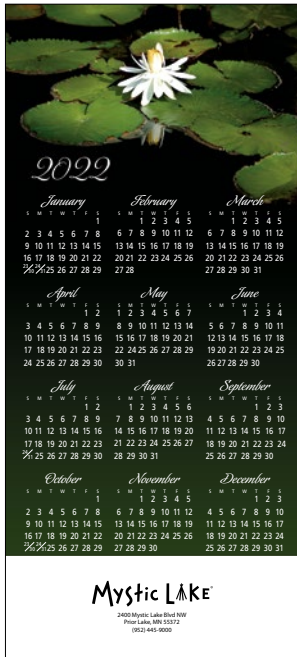 2022
January
S M T W T F S
1
2 3 4 5 6 7 8
9 10 11 12 13 14 15
16 17 18 19 20 21 22
23/30 24/31 25 26 27 28 29
February
S M T W T F S
1 2 3 4 5
6 7 8 9 10 11 12
13 14 15 16 17 18 19
20 21 22 23 24 25 26
27 28
March
S M T W T F S
1 2 3 4 5
6 7 8 9 10 11 12
13 14 15 16 17 18 19
20 21 22 23 24 25 26
27 28 29 30 31
April
S M T W T F S
1 2
3 4 5 6 7 8 9
10 11 12 13 14 15 16
17 18 19 20 21 22 23
24 25 26 27 28 29 30
May
S M T W T F S
1 2 3 4 5 6 7
8 9 10 11 12 13 14
15 16 17 18 19 20 21
22 23 24 25 26 27 28
29 30 31
June
S M T W T F S
1 2 3 4
5 6 7 8 9 10 11
12 13 14 15 16 17 18
19 20 21 22 23 24 25
26 27 28 29 30
July
S M T W T F S
1 2
3 4 5 6 7 8 9
10 11 12 13 14 15 16
17 18 19 20 21 22 23
24/31 25 26 27 28 29 30
August
S M T W T F S
1 2 3 4 5 6
7 8 9 10 11 12 13
14 15 16 17 18 19 20
21 22 23 24 25 26 27
28 29 30 31
September
S M T W T F S
1 2 3
4 5 6 7 8 9 10
11 12 13 14 15 16 17
18 19 20 21 22 23 24
25 26 27 28 29 30
October
S M T W T F S
1
2 3 4 5 6 7 8
9 10 11 12 13 14 15
16 17 18 19 20 21 22
23/30 24/31 25 26 27 28 29
November
S M T W T F S
1 2 3 4 5
6 7 8 9 10 11 12
13 14 15 16 17 18 19
20 21 22 23 24 25 26
27 28 29 30
December
S M T W T F S
1 2 3
4 5 6 7 8 9 10
11 12 13 14 15 16 17
18 19 20 21 22 23 24
25 26 27 28 29 30 31
Mystic Lake
2400 Mystic Lake Blvd NW
Prior Lake, MN 55372
(952) 445-9000